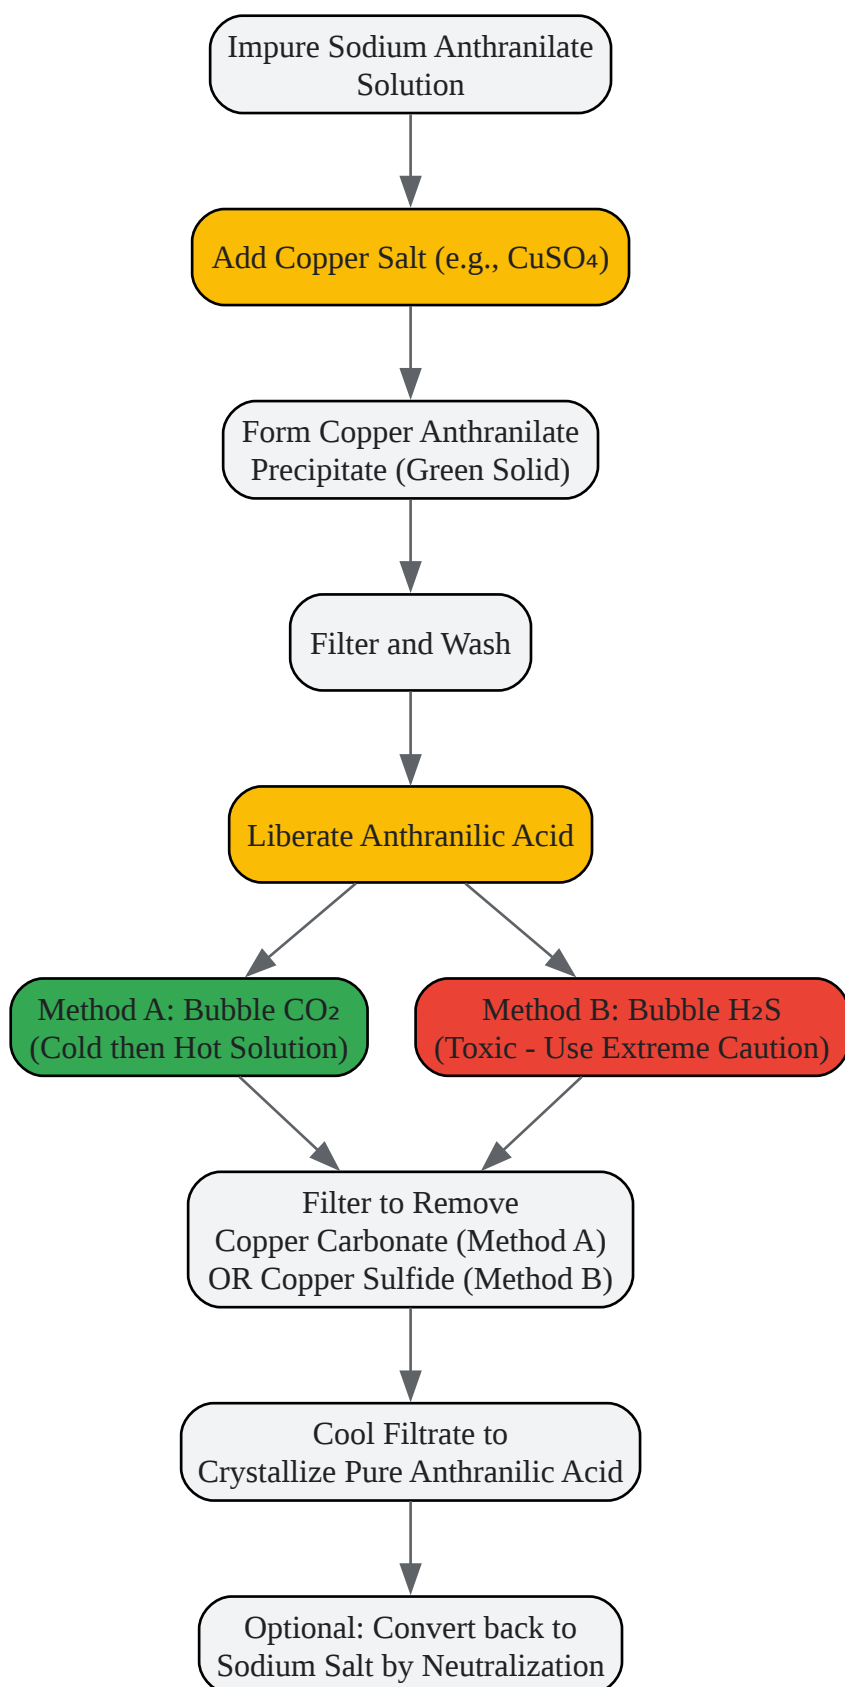 Impure Sodium Anthranilate
Solution
Add Copper Salt (e.g., CuSO₄)
Form Copper Anthranilate
Precipitate (Green Solid)
Filter and Wash
Liberate Anthranilic Acid
Method A: Bubble CO₂
(Cold then Hot Solution)
Method B: Bubble H₂S
(Toxic - Use Extreme Caution)
Filter to Remove
Copper Carbonate (Method A)
OR Copper Sulfide (Method B)
Cool Filtrate to
Crystallize Pure Anthranilic Acid
Optional: Convert back to
Sodium Salt by Neutralization